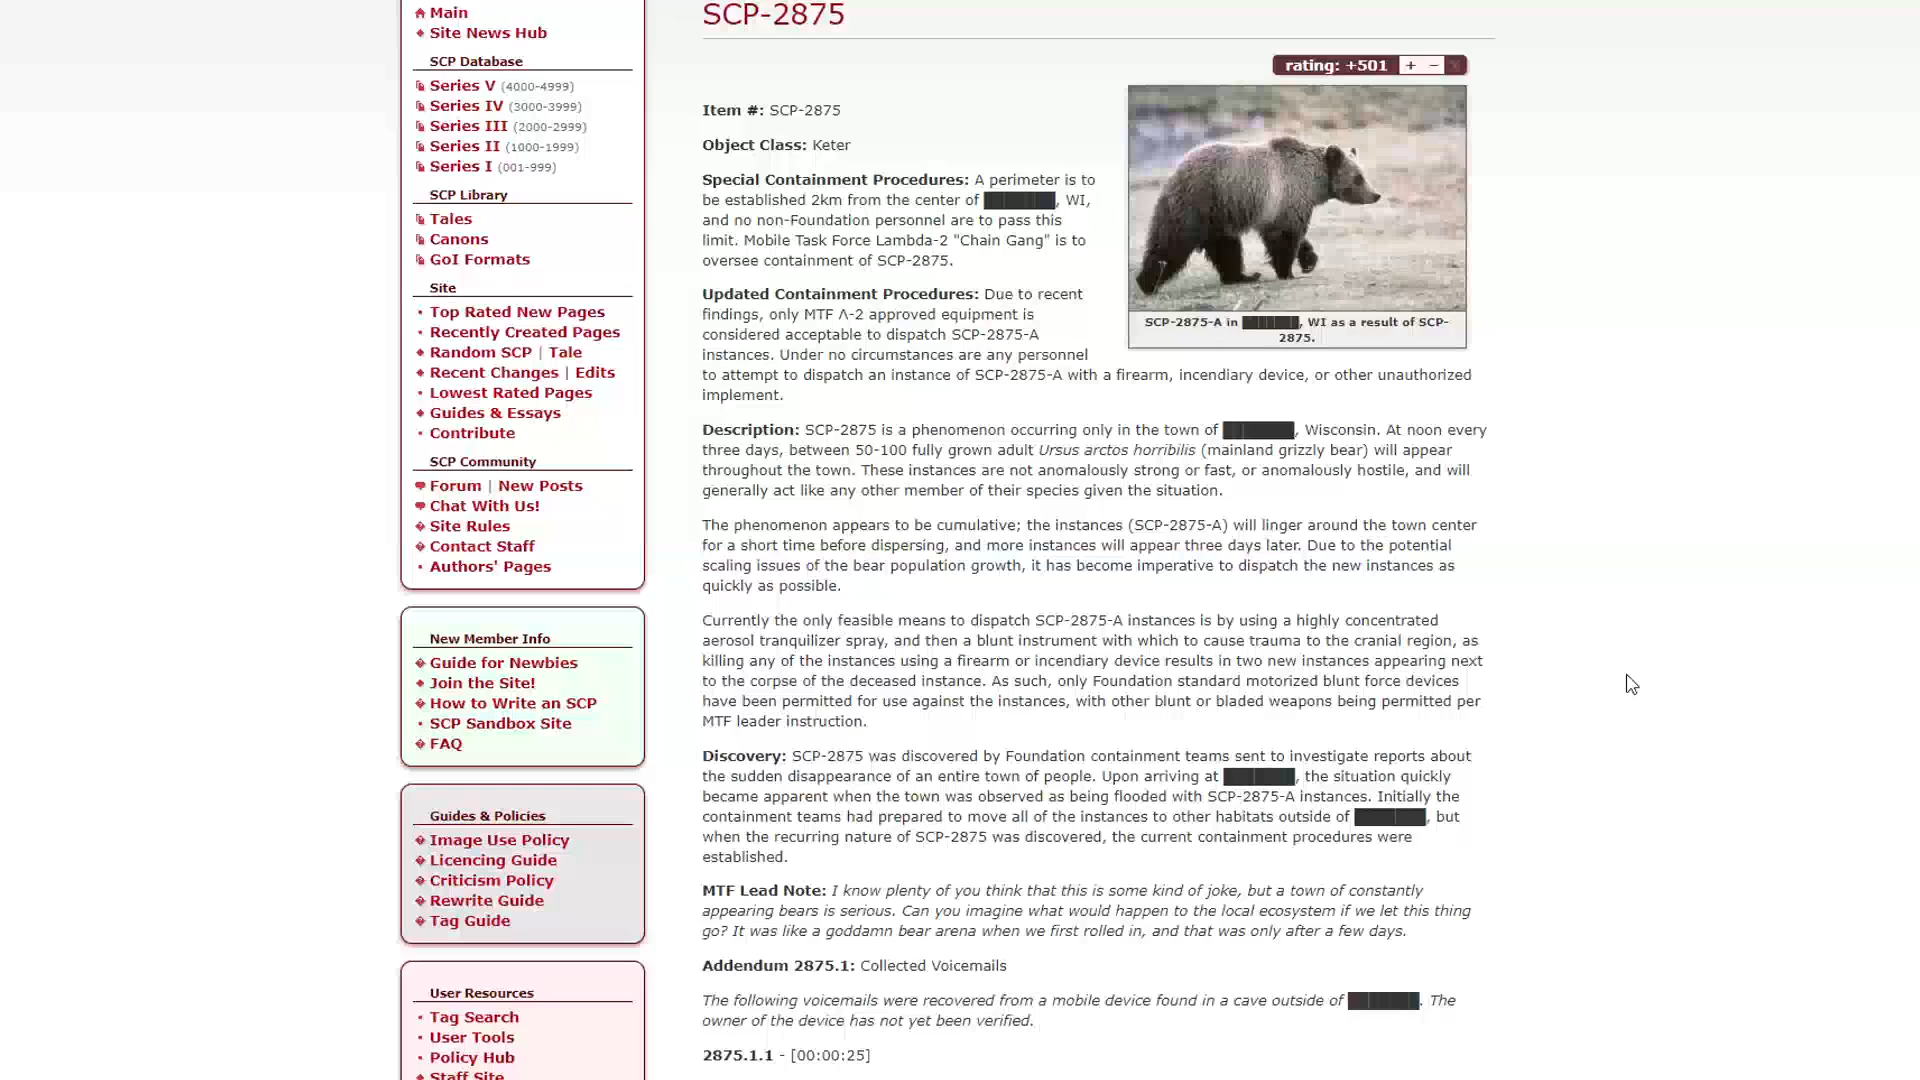 Main
Site News Hub
SCP Database
Series V (4000-4999)
Series IV (3000-3999)
Series III (2000-2999)
Series II (1000-1999)
Series I (001-999)
SCP Library
Tales
Canons
GoI Formats
Site
Top Rated New Pages
Recently Created Pages
Random SCP | Tale
Recent Changes | Edits
Lowest Rated Pages
Guides & Essays
Contribute
SCP Community
Forum | New Posts
Chat With Us!
Site Rules
Contact Staff
Authors' Pages
New Member Info
Guide for Newbies
Join the Site!
How to Write an SCP
SCP Sandbox Site
FAQ
Guides & Policies
Image Use Policy
Licencing Guide
Criticism Policy
Rewrite Guide
Tag Guide
User Resources
Tag Search
User Tools
Policy Hub
Staff Site
SCP-2875
rating: +501 + − x
Item #: SCP-2875
Object Class: Keter
Special Containment Procedures: A perimeter is to
be established 2km from the center of ███████, WI,
and no non-Foundation personnel are to pass this
limit. Mobile Task Force Lambda-2 "Chain Gang" is to
oversee containment of SCP-2875.
SCP-2875-A in ███████, WI as a result of SCP-
2875.
Updated Containment Procedures: Due to recent
findings, only MTF Λ-2 approved equipment is
considered acceptable to dispatch SCP-2875-A
instances. Under no circumstances are any personnel
to attempt to dispatch an instance of SCP-2875-A with a firearm, incendiary device, or other unauthorized
implement.
Description: SCP-2875 is a phenomenon occurring only in the town of ███████, Wisconsin. At noon every
three days, between 50-100 fully grown adult Ursus arctos horribilis (mainland grizzly bear) will appear
throughout the town. These instances are not anomalously strong or fast, or anomalously hostile, and will
generally act like any other member of their species given the situation.
The phenomenon appears to be cumulative; the instances (SCP-2875-A) will linger around the town center
for a short time before dispersing, and more instances will appear three days later. Due to the potential
scaling issues of the bear population growth, it has become imperative to dispatch the new instances as
quickly as possible.
Currently the only feasible means to dispatch SCP-2875-A instances is by using a highly concentrated
aerosol tranquilizer spray, and then a blunt instrument with which to cause trauma to the cranial region, as
killing any of the instances using a firearm or incendiary device results in two new instances appearing next
to the corpse of the deceased instance. As such, only Foundation standard motorized blunt force devices
have been permitted for use against the instances, with other blunt or bladed weapons being permitted per
MTF leader instruction.
Discovery: SCP-2875 was discovered by Foundation containment teams sent to investigate reports about
the sudden disappearance of an entire town of people. Upon arriving at ███████, the situation quickly
became apparent when the town was observed as being flooded with SCP-2875-A instances. Initially the
containment teams had prepared to move all of the instances to other habitats outside of ███████, but
when the recurring nature of SCP-2875 was discovered, the current containment procedures were
established.
MTF Lead Note: I know plenty of you think that this is some kind of joke, but a town of constantly
appearing bears is serious. Can you imagine what would happen to the local ecosystem if we let this thing
go? It was like a goddamn bear arena when we first rolled in, and that was only after a few days.
Addendum 2875.1: Collected Voicemails
The following voicemails were recovered from a mobile device found in a cave outside of ███████. The
owner of the device has not yet been verified.
2875.1.1 - [00:00:25]